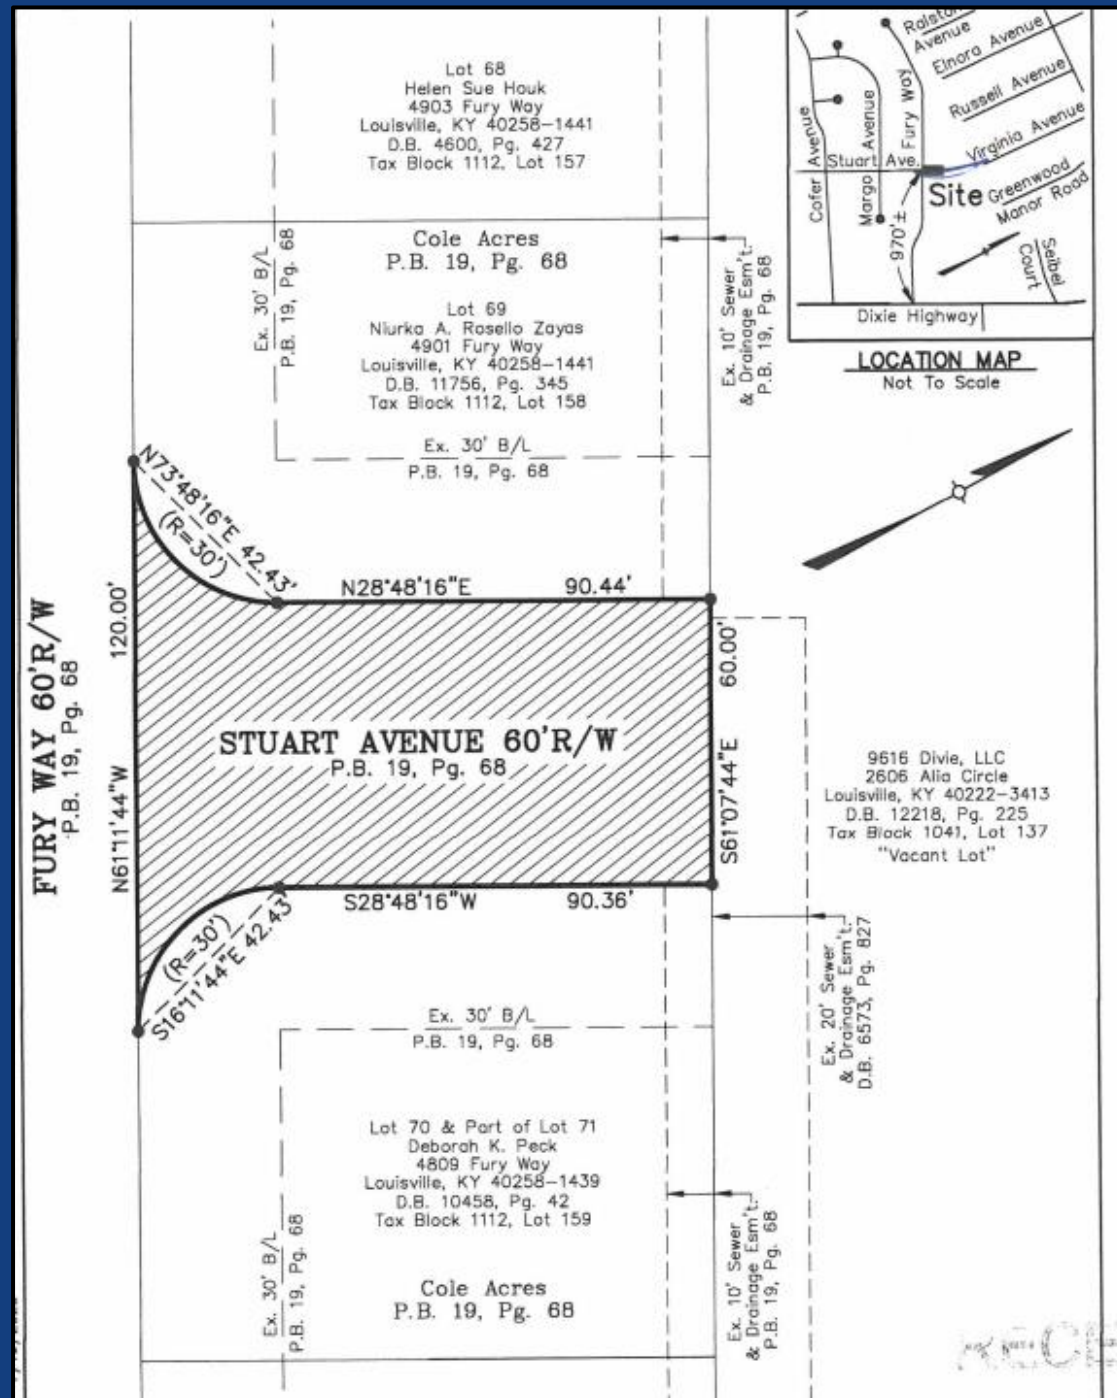 Lot 68
Helen Sue Houk
4903 Fury Way
Louisville, KY 40258-1441
D.B. 4600, Pg. 427
Tax Block 1112, Lot 157
Ralston
Avenue
Elnora Avenue
Russell Avenue
Virginia Avenue
Greenwood
Manor Road
Cofer Avenue
Margo Avenue
Fury Way
Stuart Ave.
Site
970'±
Seibel
Court
Dixie Highway
LOCATION MAP
Not To Scale
Cole Acres
P.B. 19, Pg. 68
Ex. 30' B/L
P.B. 19, Pg. 68
Lot 69
Niurka A. Rosello Zayas
4901 Fury Way
Louisville, KY 40258-1441
D.B. 11756, Pg. 345
Tax Block 1112, Lot 158
Ex. 10' Sewer
& Drainage Esm't.
P.B. 19, Pg. 68
Ex. 30' B/L
P.B. 19, Pg. 68
N73°48'16"E 42.43'
(R=30')
N28°48'16"E 90.44'
FURY WAY 60'R/W
P.B. 19, Pg. 68
N61°11'44"W 120.00'
STUART AVENUE 60'R/W
P.B. 19, Pg. 68
S61°07'44"E 60.00'
9616 Divie, LLC
2606 Alia Circle
Louisville, KY 40222-3413
D.B. 12218, Pg. 225
Tax Block 1041, Lot 137
"Vacant Lot"
S28°48'16"W 90.36'
(R=30')
S16°11'44"E 42.43'
Ex. 20' Sewer
& Drainage Esm't.
D.B. 6573, Pg. 827
Ex. 30' B/L
P.B. 19, Pg. 68
Lot 70 & Part of Lot 71
Deborah K. Peck
4809 Fury Way
Louisville, KY 40258-1439
D.B. 10458, Pg. 42
Tax Block 1112, Lot 159
Ex. 30' B/L
P.B. 19, Pg. 68
Cole Acres
P.B. 19, Pg. 68
Ex. 10' Sewer
& Drainage Esm't.
P.B. 19, Pg. 68